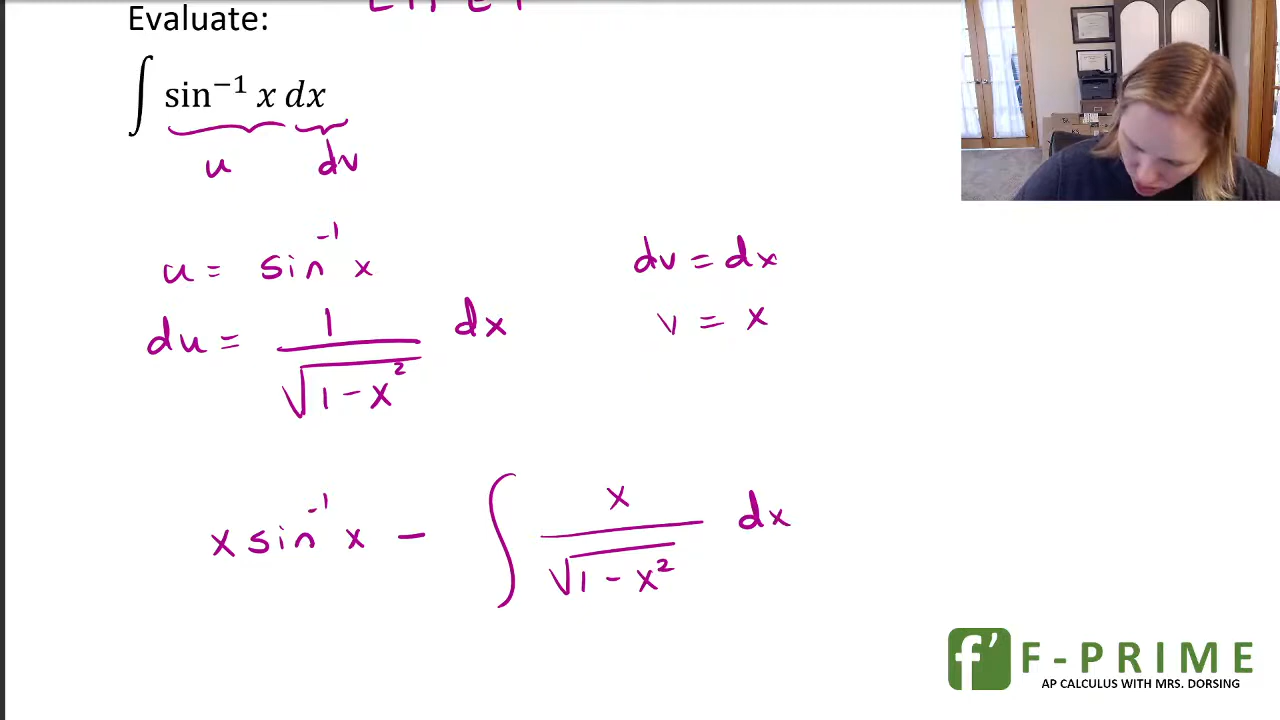 Evaluate:
∫ sin⁻¹ x dx
u dv
u = sin⁻¹ x dv = dx
du = 1/√(1-x²) dx v = x
x sin⁻¹ x - ∫ x/√(1-x²) dx
f' F-PRIME
AP CALCULUS WITH MRS. DORSING